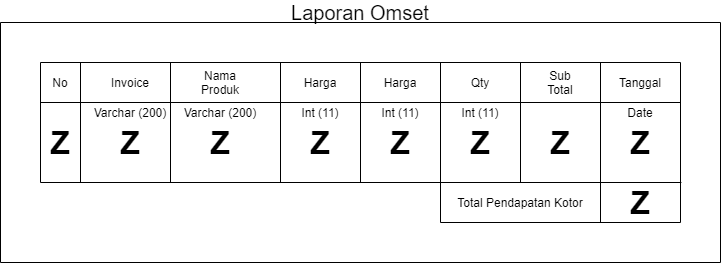 Laporan Omset
No Invoice Nama Produk Harga Harga Qty Sub Total Tanggal
Varchar (200) Varchar (200) Int (11) Int (11) Int (11) Date
Z Z Z Z Z Z Z Z
Total Pendapatan Kotor Z